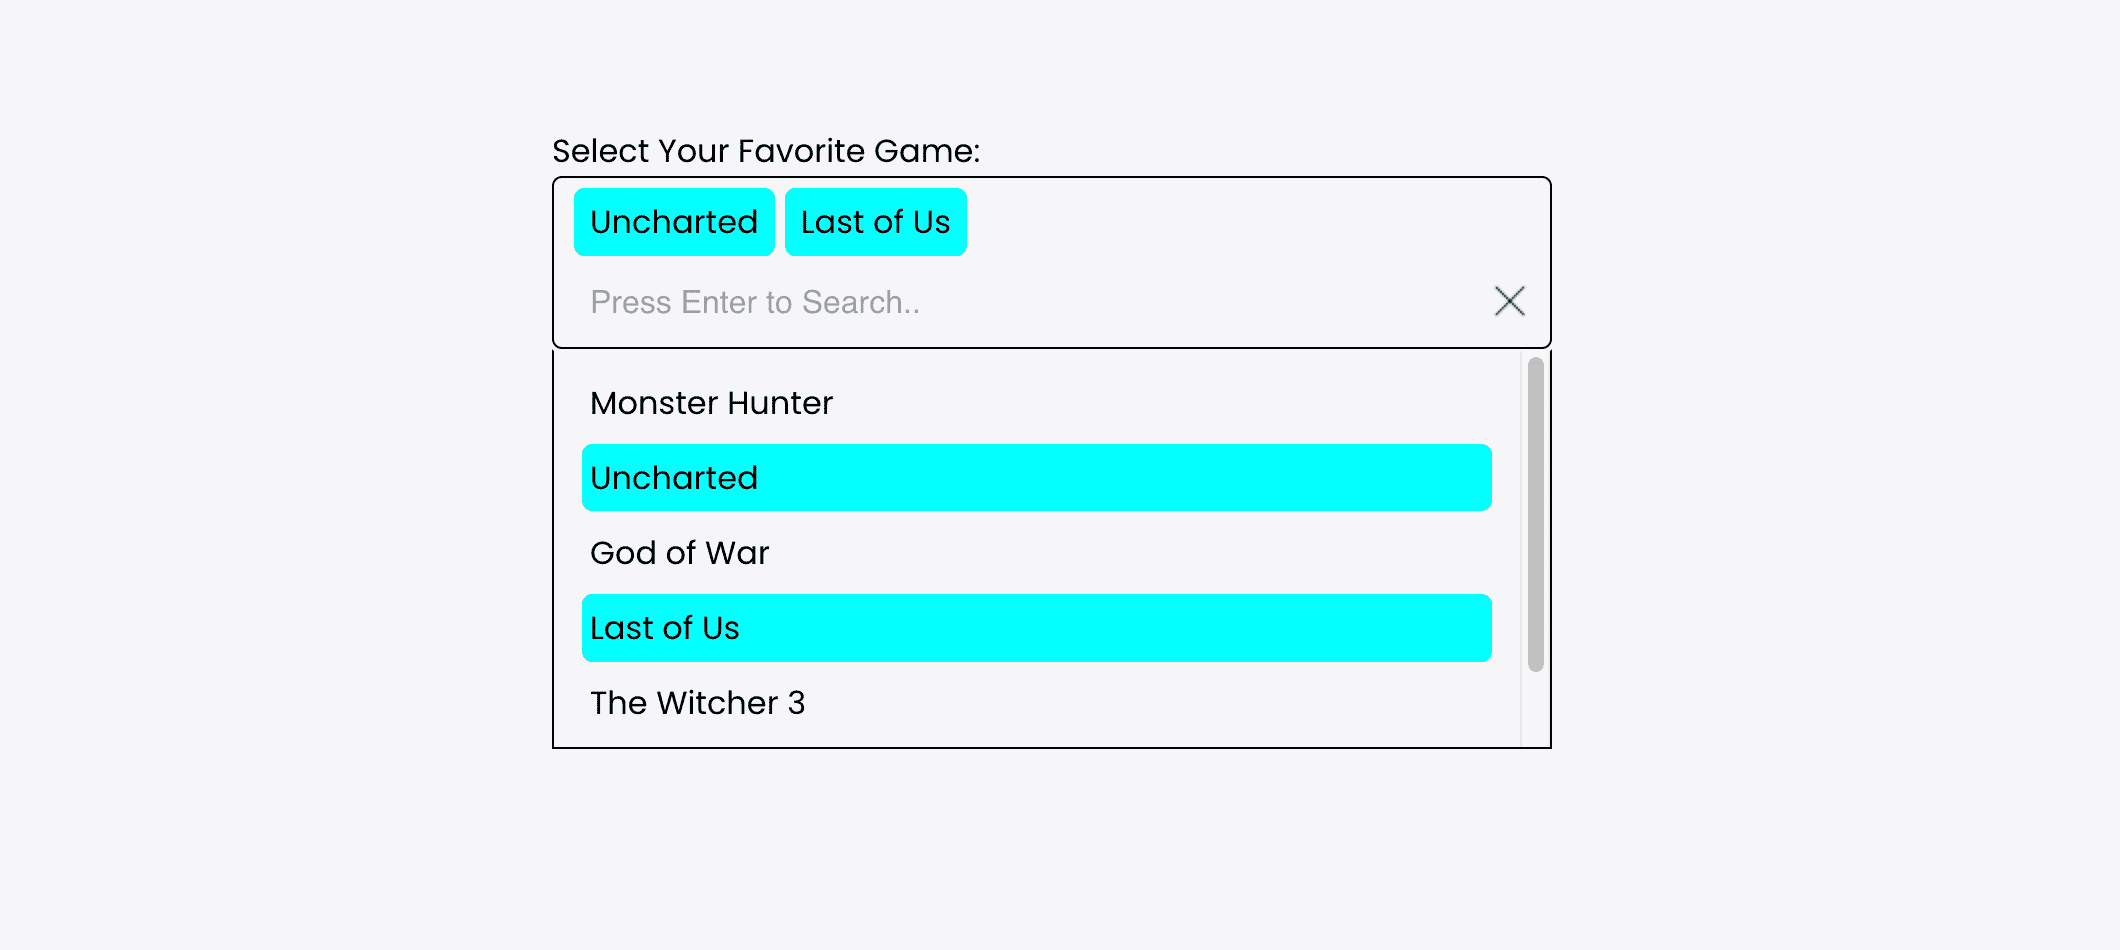 Select Your Favorite Game:
Uncharted Last of Us
Press Enter to Search..
Monster Hunter
Uncharted
God of War
Last of Us
The Witcher 3